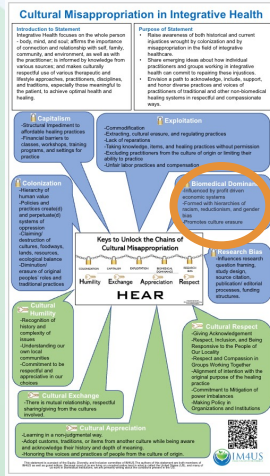 Cultural Misappropriation in Integrative Health
Introduction to Statement
Integrative Health focuses on the whole person
- body, mind, and soul; affirms the importance
of connection and relationship with self, family,
community, and environment, as well as with
the practitioner; is informed by knowledge from
various sources; and makes culturally
respectful use of various therapeutic and
lifestyle approaches, practitioners, disciplines,
and traditions, especially those meaningful to
the patient, to achieve optimal health and
healing.
Purpose of Statement
• Raises awareness of both historical and current
injustices wrought by colonization and by
misappropriation in the field of integrative
healthcare.
• Share emerging ideas about how individual
practitioners and groups working in integrative
health can commit to repairing these injustices.
• Envision a path to acknowledge, include, support,
and honor diverse practices and voices of
practitioners of traditional and other non-biomedical
healing systems in respectful and compassionate
ways.
Capitalism
-Structural Impediment to
affordable healing practices
-Financial barriers to
classes, workshops, training
programs, and settings for
practice
Exploitation
-Commodification
-Extracting, cultural erasure, and regulating practices
-Lack of reparations
-Taking knowledge, items, and healing practices without permission
-Excluding practitioners from the culture of origin or limiting their
ability to practice
-Unfair labor practices and compensation
Colonization
-Hierarchy of
human value
-Policies and
practices create(d)
and perpetuate(d)
systems of
oppression
-Claiming/
destruction of
cultures, foodways,
lands, resources,
ecological balance
-Diminution/
erasure of original
peoples' roles and
traditional practices
Biomedical Dominance
-Influenced by profit driven
economic systems
-Formed with hierarchies of
racism, reductionism, and gender
bias
-Promotes culture erasure
Keys to Unlock the Chains of
Cultural Misappropriation
COLONIZATION
CAPITALISM
EXPLOITATION
BIOMEDICAL
DOMINANCE
RESEARCH
BIAS
Humility Exchange Appreciation Respect
HEAR
Research Bias
-Influences research
question framing,
study design,
source citation,
publication/ editorial
processes, funding
structures.
Cultural
Humility
-Recognition of
history and
complexity of
issues
-Understanding our
own local
communities
-Commitment to be
respectful and
appreciative in our
choices
Cultural Respect
-Giving Acknowledgement
-Respect, Inclusion, and Being
Responsive to the People of
Our Locality
-Respect and Compassion in
Groups Working Together
-Alignment of intention with the
original purpose of the healing
practice
-Commitment to Mitigation of
power imbalances
-Making Policy in
Organizations and Institutions
Cultural Exchange
-There is mutual relationship, respectful
sharing/giving from the cultures
involved.
Cultural Appreciation
-Learning in a non-judgmental way.
-Adopt customs, traditions, or items from another culture while being aware
and acknowledge their history and depth of meaning.
-Honoring the voices and practices of people from the culture of origin.
IM4US